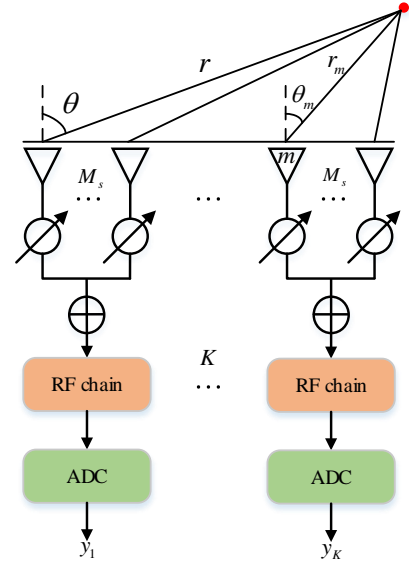 r
r_m
θ
θ_m
m
M_s
M_s
...
...
...
K
RF chain
...
RF chain
ADC
ADC
y_1
y_K